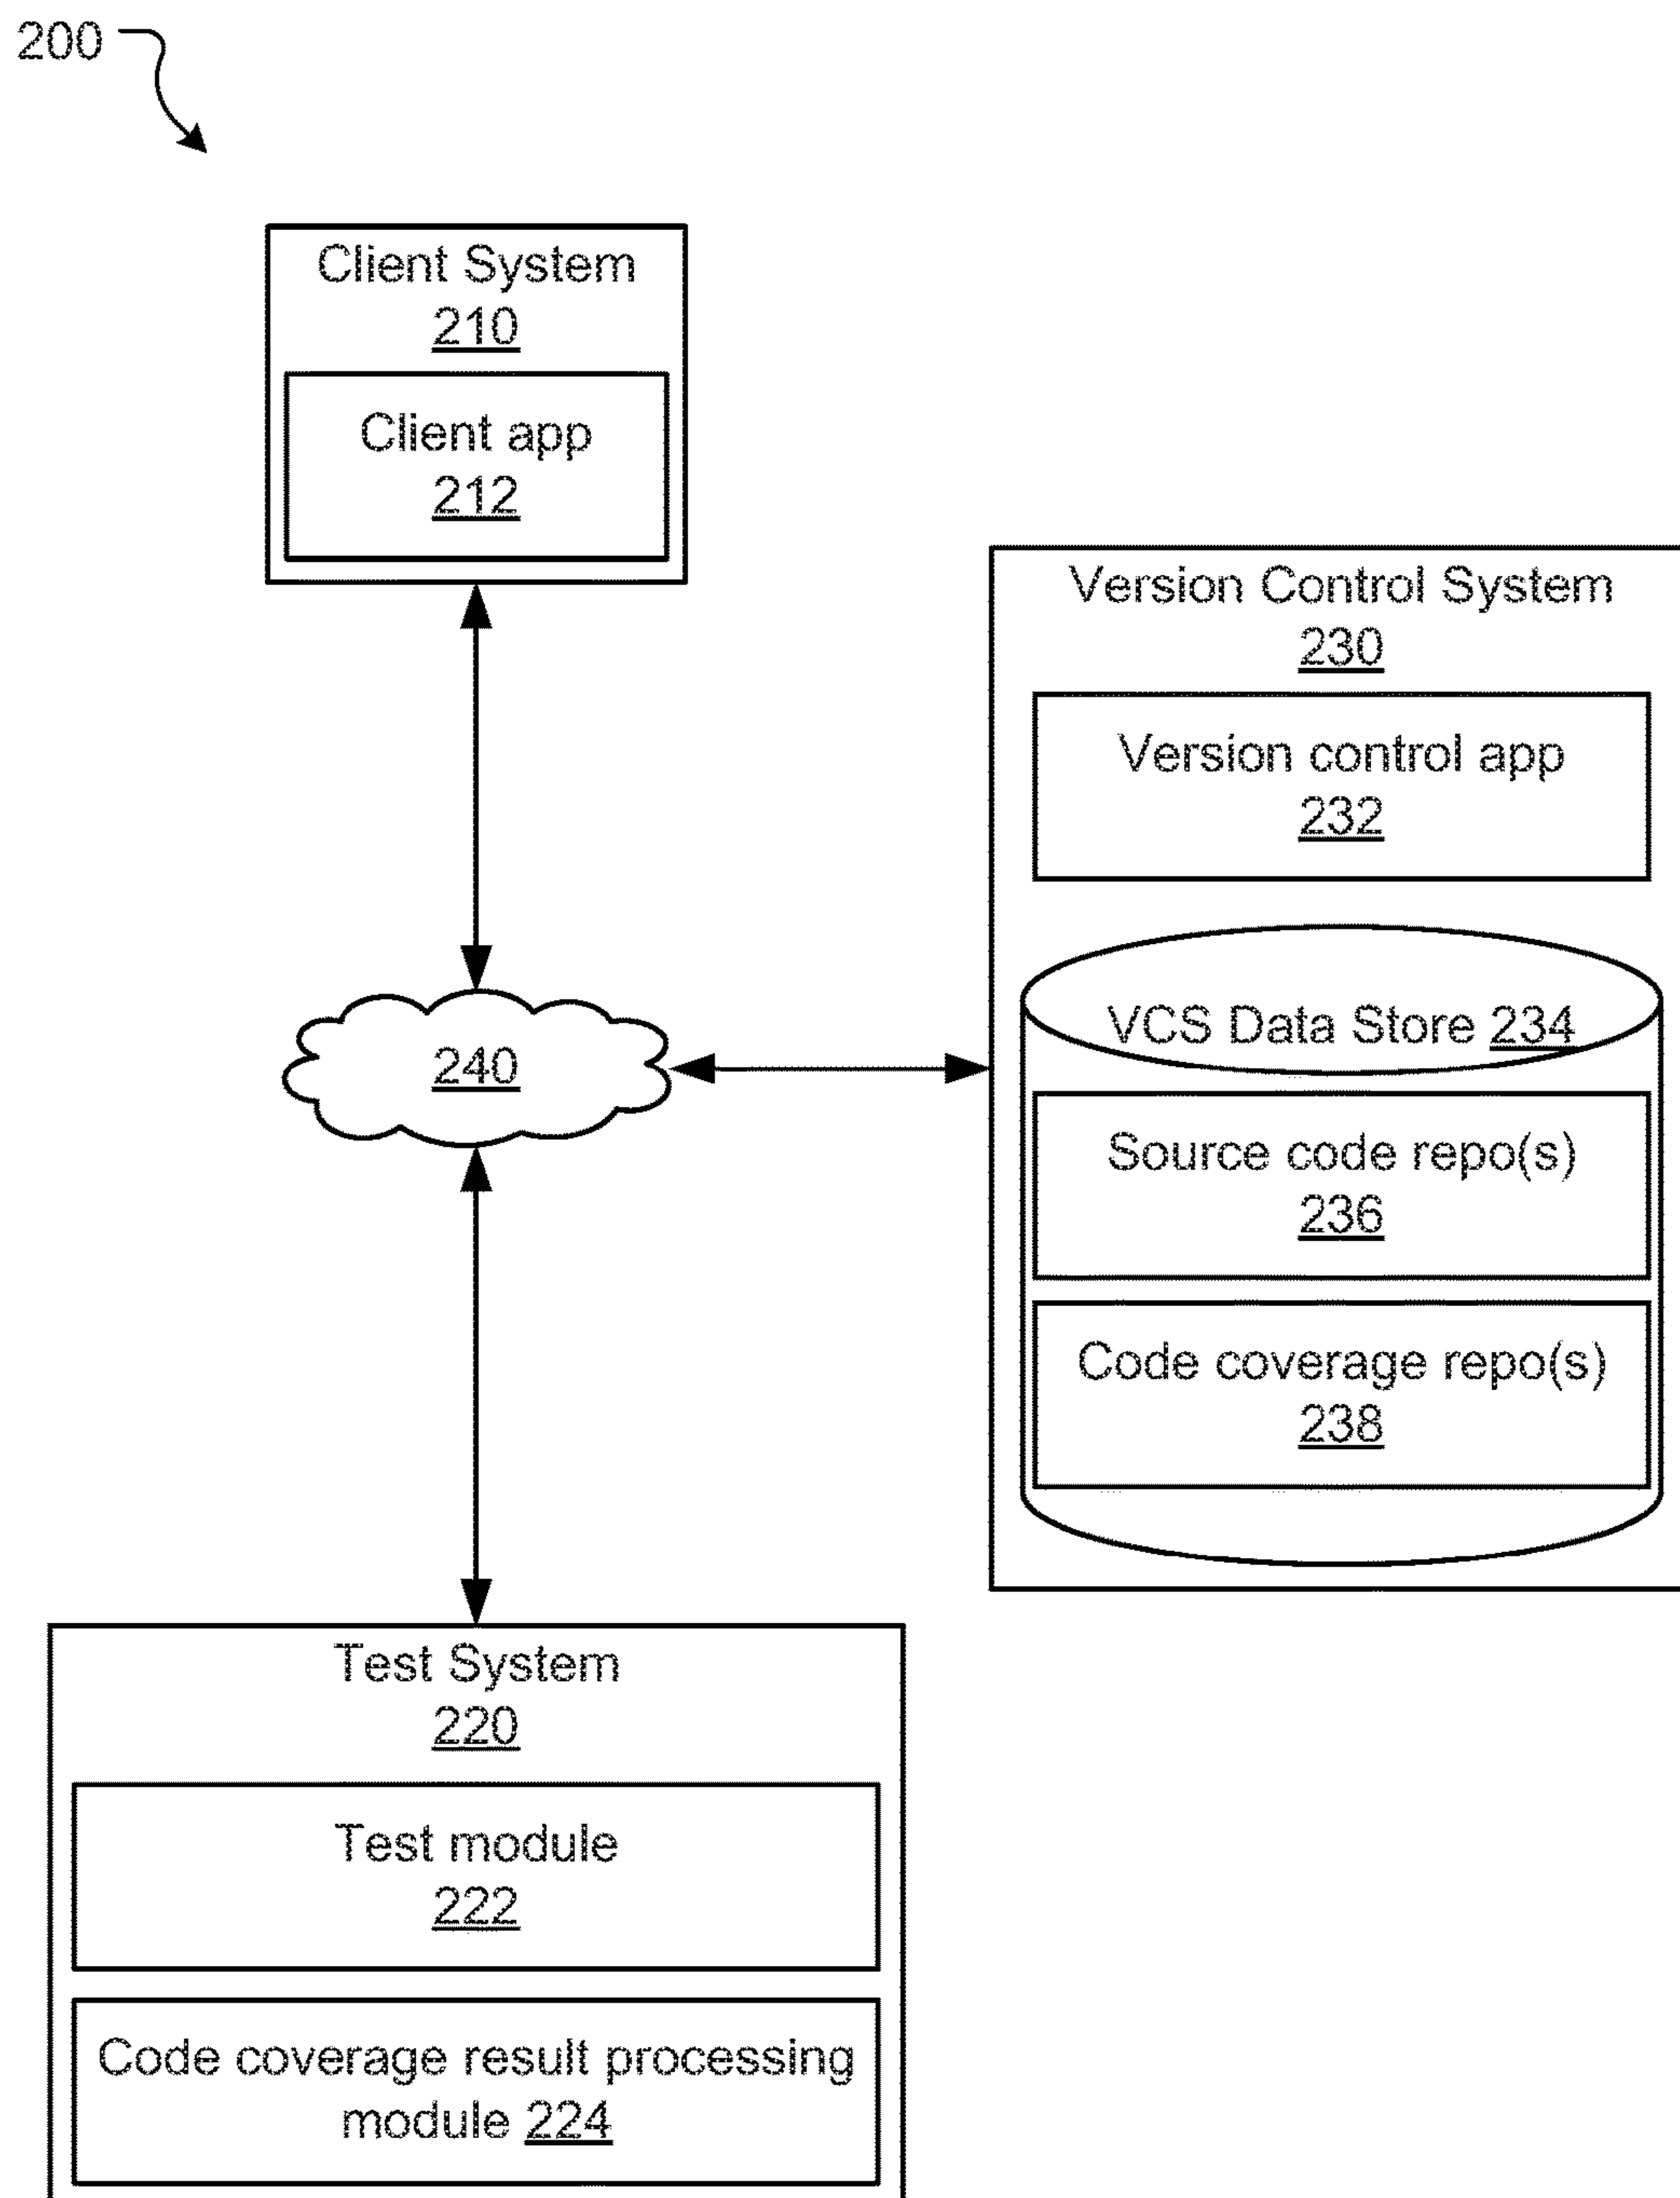 200
Client System
210
Client app
212
Version Control System
230
Version control app
232
VCS Data Store 234
Source code repo(s)
236
Code coverage repo(s)
238
240
Test System
220
Test module
222
Code coverage result processing
module 224